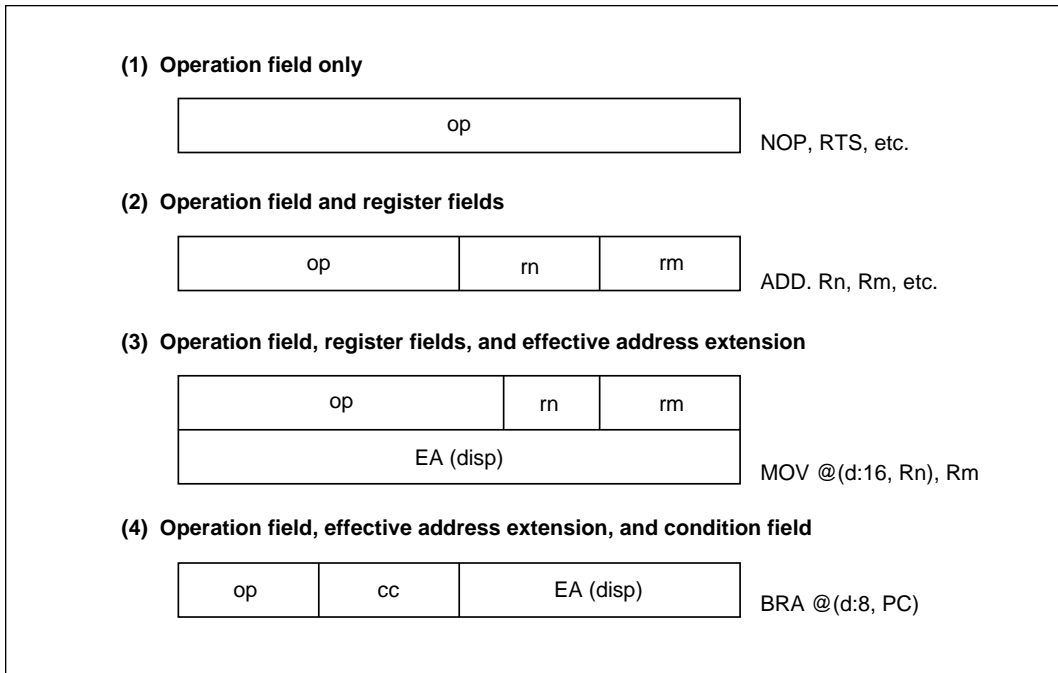 (1) Operation field only
op
NOP, RTS, etc.
(2) Operation field and register fields
op rn rm
ADD. Rn, Rm, etc.
(3) Operation field, register fields, and effective address extension
op rn rm
EA (disp)
MOV @(d:16, Rn), Rm
(4) Operation field, effective address extension, and condition field
op cc EA (disp)
BRA @(d:8, PC)